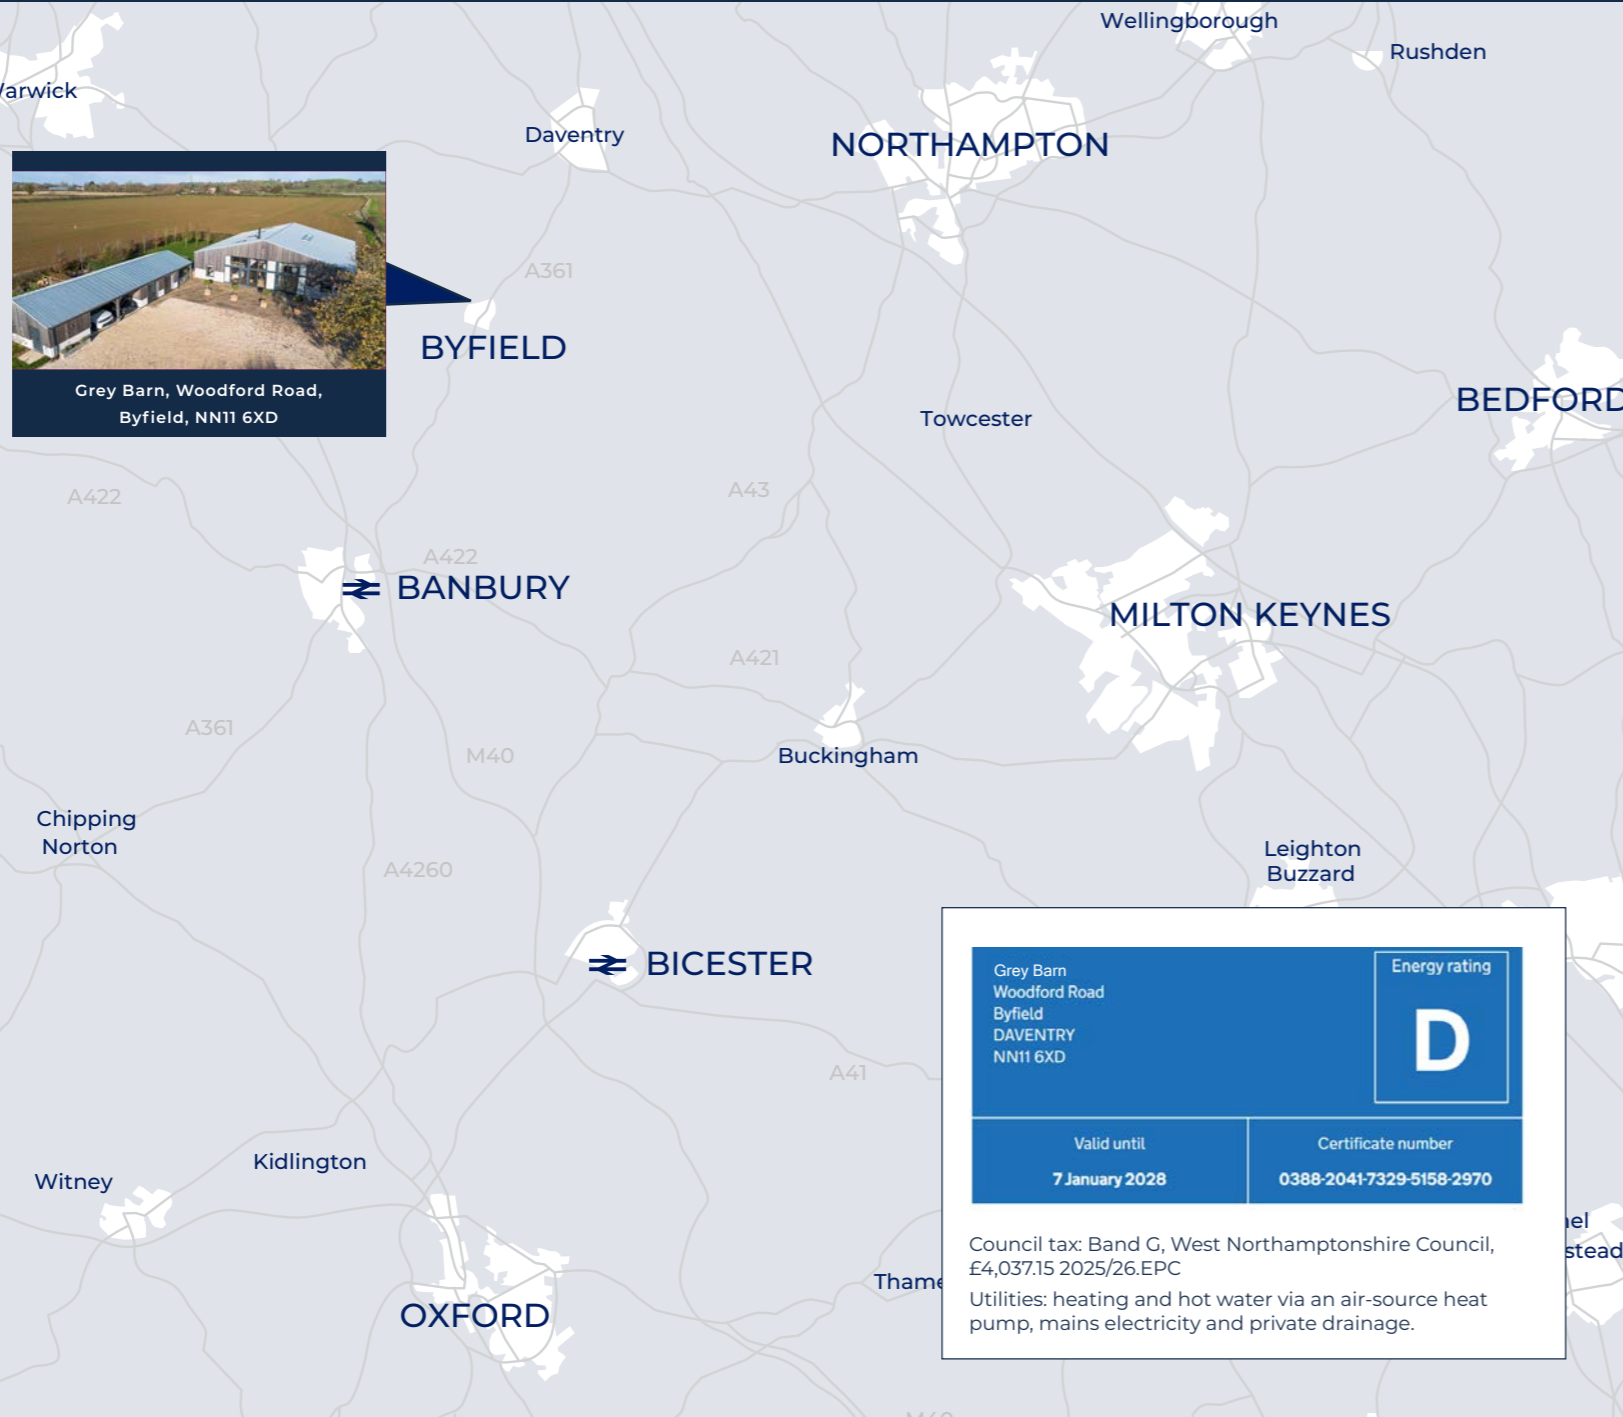 Wellingborough
Rushden
Daventry
NORTHAMPTON
A361
BYFIELD
Grey Barn, Woodford Road,
Byfield, NN11 6XD
BEDFORD
Towcester
A422
A43
A422
BANBURY
MILTON KEYNES
A421
A361
M40
Buckingham
Chipping
Norton
A4260
Leighton
Buzzard
BICESTER
A41
Kidlington
Witney
OXFORD
Grey Barn
Woodford Road
Byfield
DAVENTRY
NN11 6XD
Energy rating
D
Valid until
7 January 2028
Certificate number
0388-2041-7329-5158-2970
Council tax: Band G, West Northamptonshire Council,
£4,037.15 2025/26.EPC
Utilities: heating and hot water via an air-source heat
pump, mains electricity and private drainage.